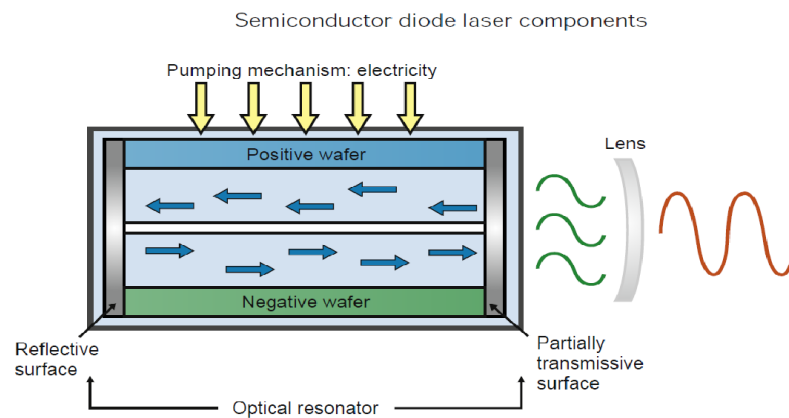 Semiconductor diode laser components
Pumping mechanism: electricity
Lens
Positive wafer
Negative wafer
Reflective
surface
Partially
transmissive
surface
Optical resonator